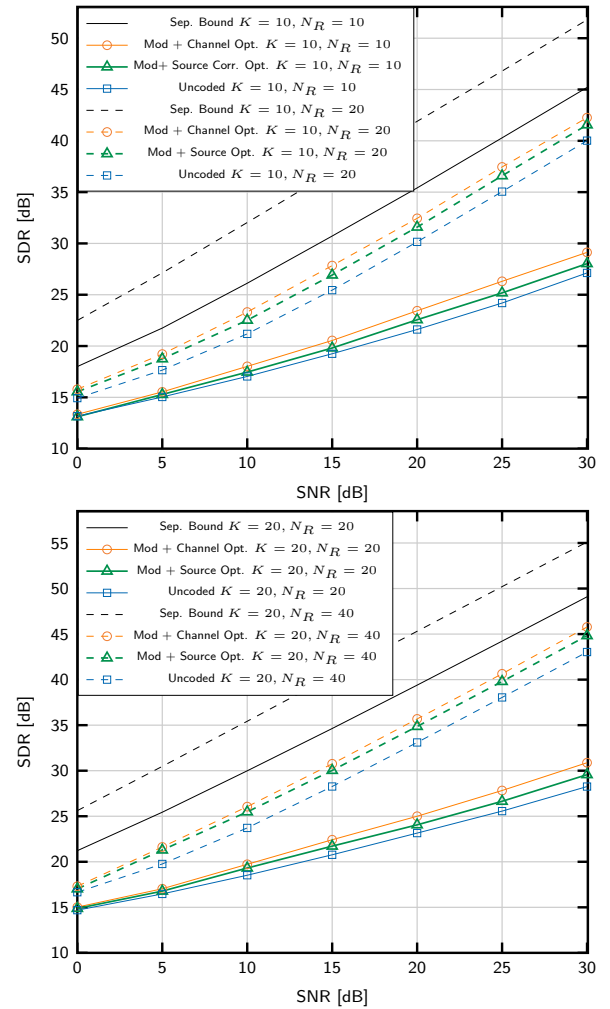 Sep. Bound K = 10, N_R = 10
Mod + Channel Opt. K = 10, N_R = 10
Mod+ Source Corr. Opt. K = 10, N_R = 10
Uncoded K = 10, N_R = 10
Sep. Bound K = 10, N_R = 20
Mod + Channel Opt. K = 10, N_R = 20
Mod + Source Opt. K = 10, N_R = 20
Uncoded K = 10, N_R = 20
SDR [dB]
50
45
40
35
30
25
20
15
10
0 5 10 15 20 25 30
SNR [dB]
Sep. Bound K = 20, N_R = 20
Mod + Channel Opt. K = 20, N_R = 20
Mod + Source Opt. K = 20, N_R = 20
Uncoded K = 20, N_R = 20
Sep. Bound K = 20, N_R = 40
Mod + Channel Opt. K = 20, N_R = 40
Mod + Source Opt. K = 20, N_R = 40
Uncoded K = 20, N_R = 40
SDR [dB]
55
50
45
40
35
30
25
20
15
10
0 5 10 15 20 25 30
SNR [dB]